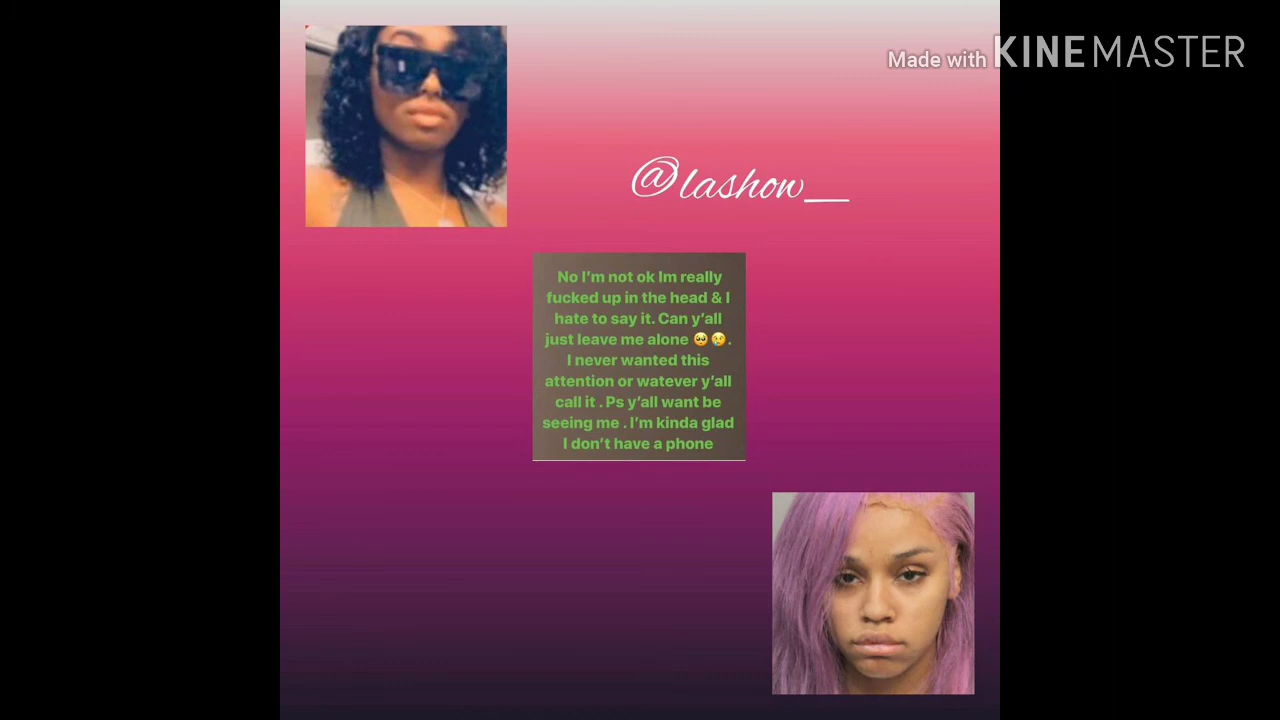 Made with KINEMASTER
@lashow__
No I'm not ok Im really
fucked up in the head & I
hate to say it. Can y'all
just leave me alone 🥺😢.
I never wanted this
attention or watever y'all
call it . Ps y'all want be
seeing me . I'm kinda glad
I don't have a phone